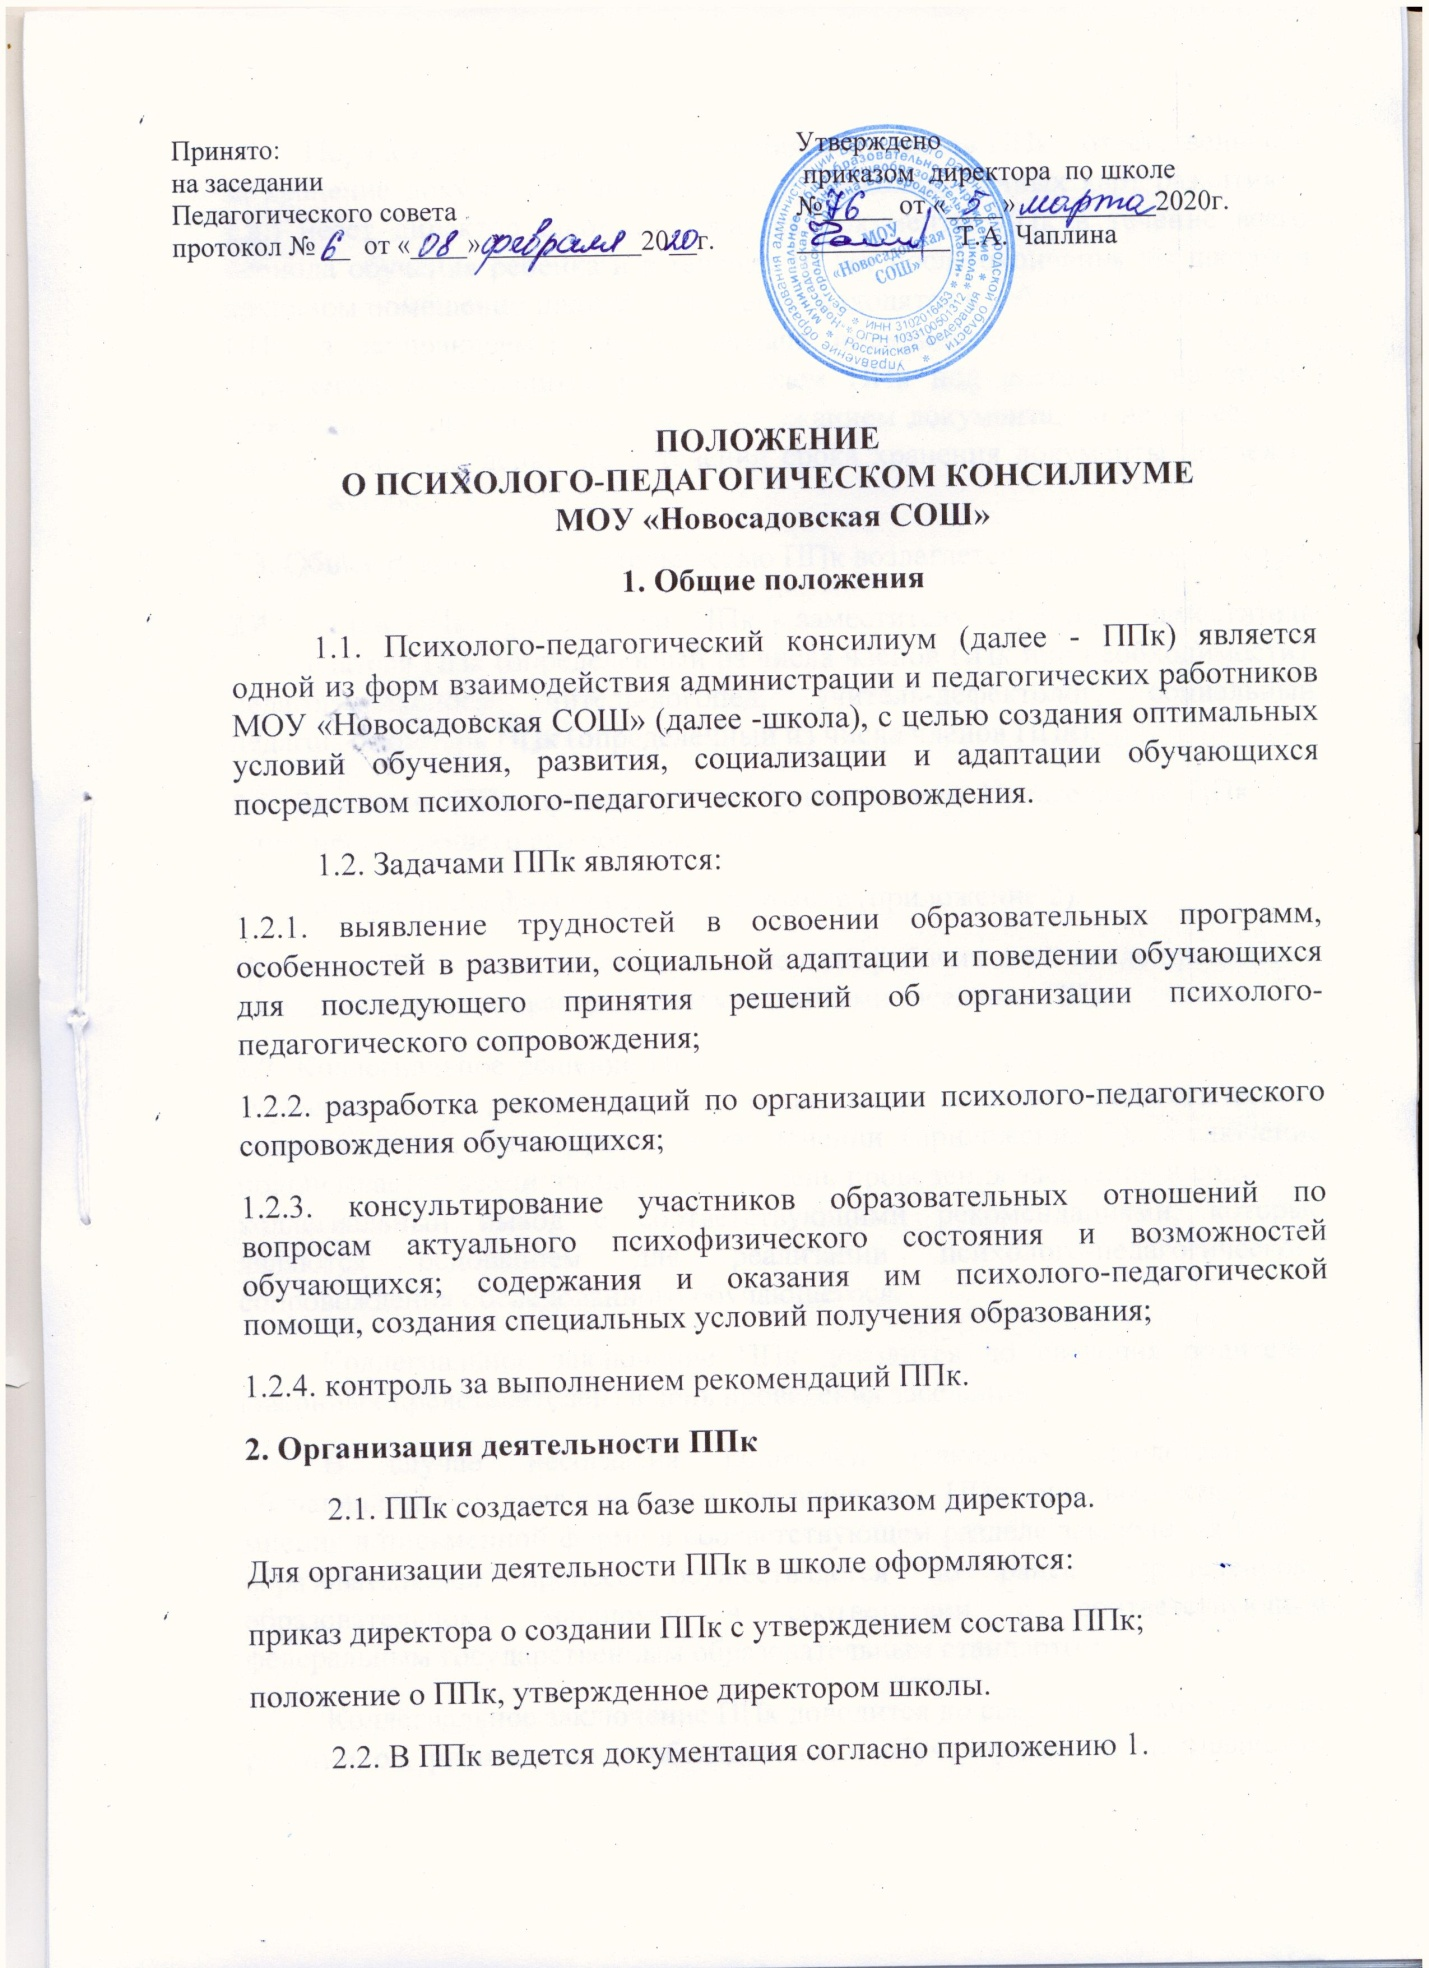 Принято:
на заседании
Педагогического совета
протокол № 6 от «08» февраля 2020г.
Утверждено
приказом директора по школе
№ 76 от « 5 » марта 2020г.
Т.А. Чаплина
МОУ
«Новосадовская
СОШ»
ИНН 3102016453
ОГРН 1033100501312
Российская Федерация
ПОЛОЖЕНИЕ
О ПСИХОЛОГО-ПЕДАГОГИЧЕСКОМ КОНСИЛИУМЕ
МОУ «Новосадовская СОШ»
1. Общие положения
1.1. Психолого-педагогический консилиум (далее - ППк) является
одной из форм взаимодействия администрации и педагогических работников
МОУ «Новосадовская СОШ» (далее -школа), с целью создания оптимальных
условий обучения, развития, социализации и адаптации обучающихся
посредством психолого-педагогического сопровождения.
1.2. Задачами ППк являются:
1.2.1. выявление трудностей в освоении образовательных программ,
особенностей в развитии, социальной адаптации и поведении обучающихся
для последующего принятия решений об организации психолого-
педагогического сопровождения;
1.2.2. разработка рекомендаций по организации психолого-педагогического
сопровождения обучающихся;
1.2.3. консультирование участников образовательных отношений по
вопросам актуального психофизического состояния и возможностей
обучающихся; содержания и оказания им психолого-педагогической
помощи, создания специальных условий получения образования;
1.2.4. контроль за выполнением рекомендаций ППк.
2. Организация деятельности ППк
2.1. ППк создается на базе школы приказом директора.
Для организации деятельности ППк в школе оформляются:
приказ директора о создании ППк с утверждением состава ППк;
положение о ППк, утвержденное директором школы.
2.2. В ППк ведется документация согласно приложению 1.